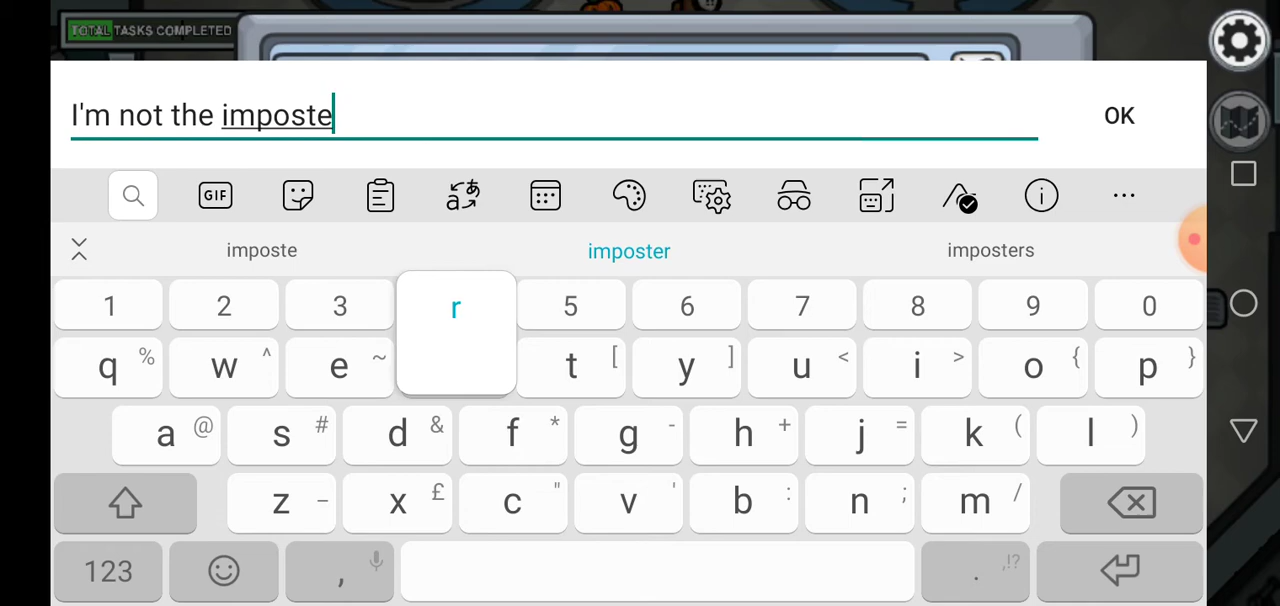 TOTAL TASKS COMPLETED
I'm not the imposte
OK
GIF
imposte imposter imposters
1 2 3 r 5 6 7 8 9 0
q % w ^ e ~ t [ y ] u < i > o { p }
a @ s # d & f * g - h + j = k ( l )
z _ x £ c " v ' b : n ; m /
123 , . ,!?